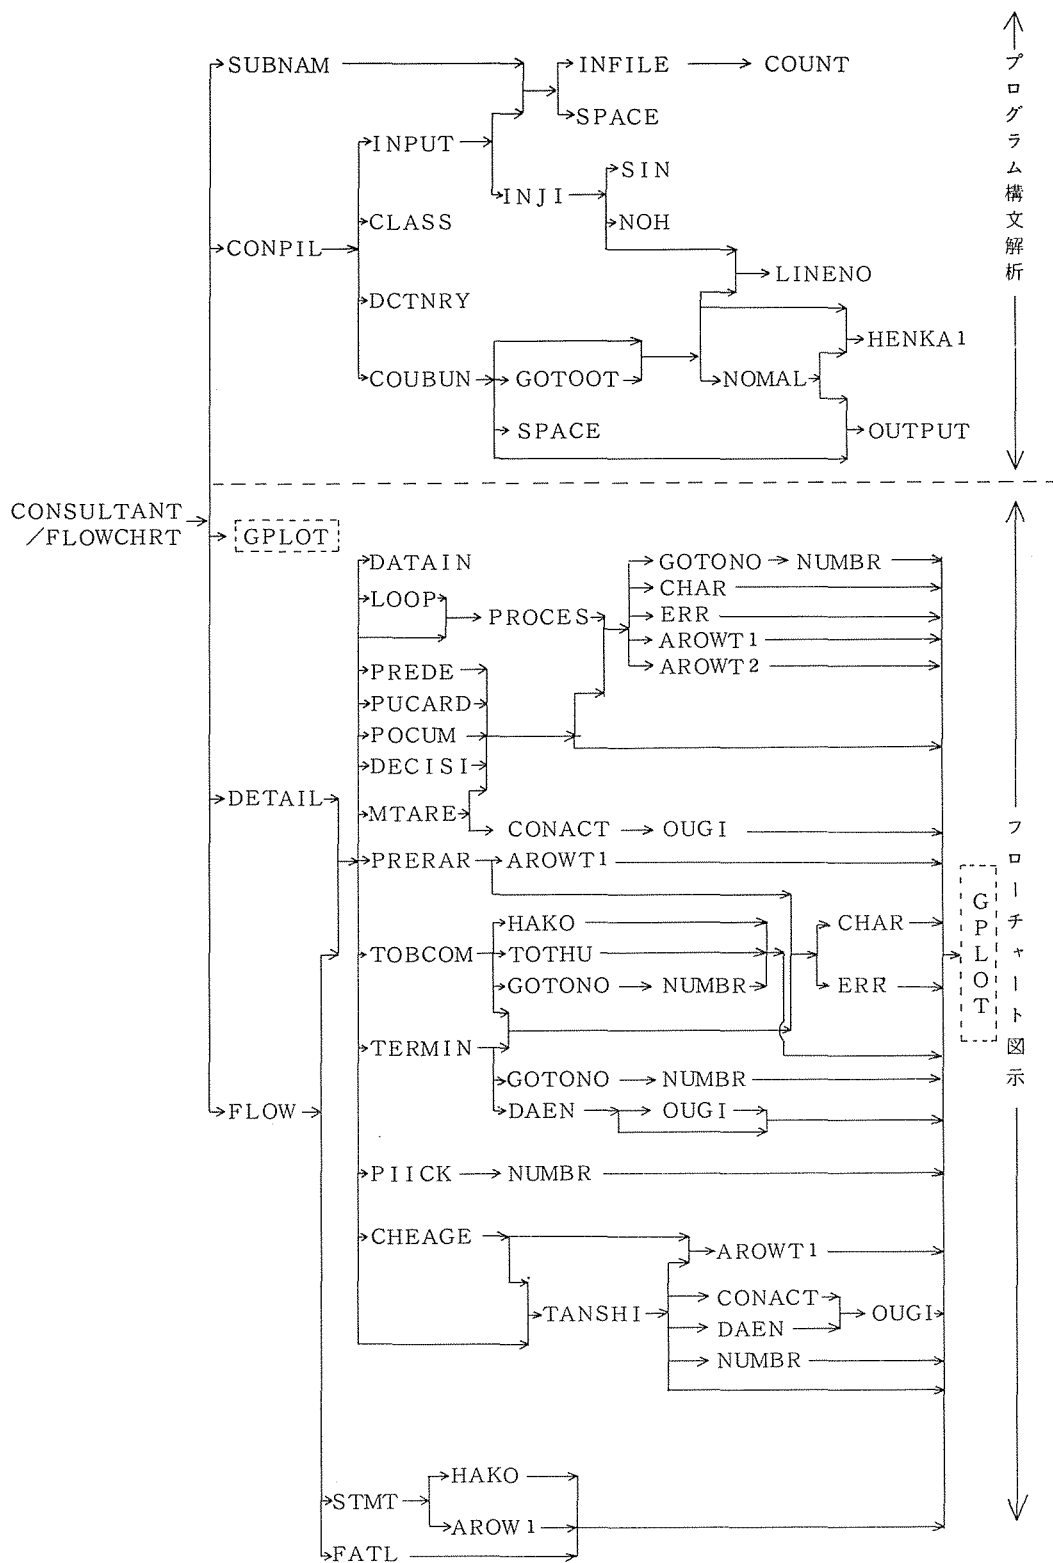 SUBNAM INFILE COUNT
SPACE
INPUT
SIN
INJI
CLASS NOH
CONPIL
LINENO
DCTNRY
HENKA1
COUBUN GOTOOT NOMAL
SPACE OUTPUT
プログラム構文解析
CONSULTANT
/FLOWCHRT
GPLOT
DATAIN GOTONO NUMBR
LOOP CHAR
PROCES ERR
AROWT1
PREDE AROWT2
PUCARD
POCUM
DECISI
DETAIL
MTARE
CONACT OUGI
PRERAR AROWT1
HAKO CHAR
TOBCOM TOTHU
GOTONO NUMBR ERR
GPLOT
TERMIN
GOTONO NUMBR
FLOW DAEN OUGI
PIICK NUMBR
CHEAGE
AROWT1
CONACT
TANSHI OUGI
DAEN
NUMBR
HAKO
STMT
AROW1
FATL
フローチャート図示